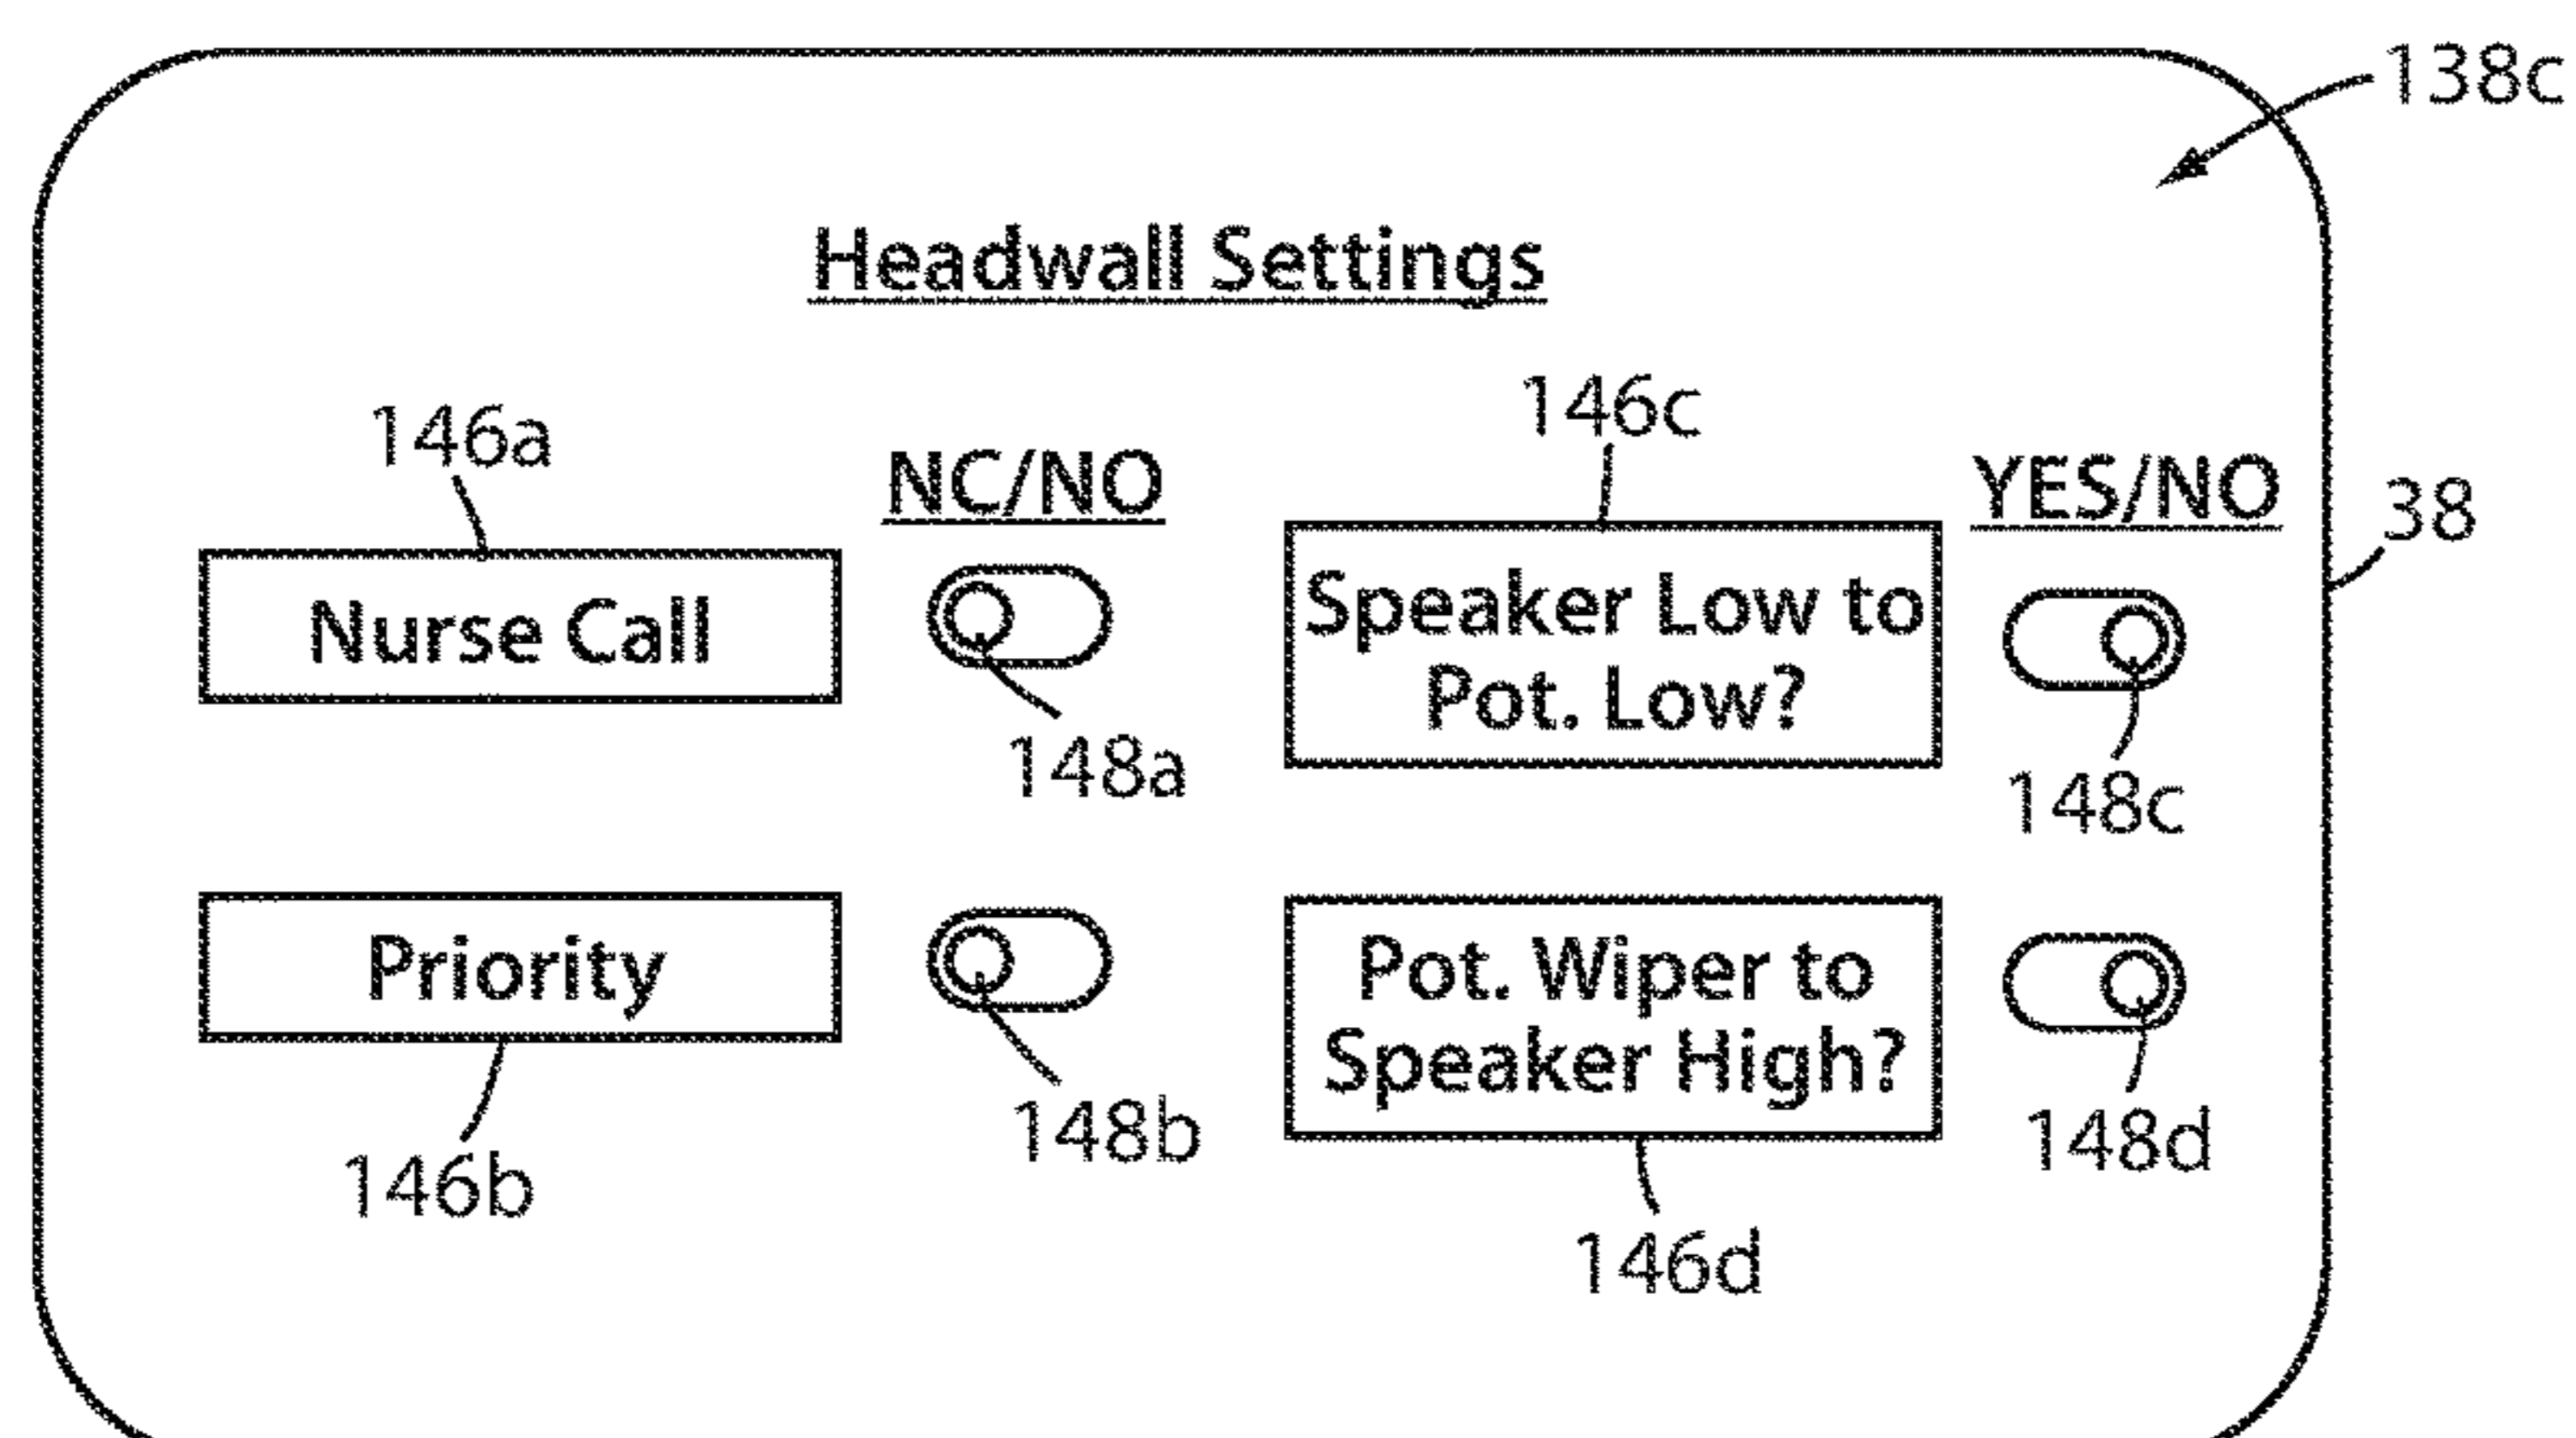 138c
Headwall Settings
146a
NC/NO
146c
YES/NO
38
Nurse Call
Speaker Low to
Pot. Low?
148a
148c
Priority
Pot. Wiper to
Speaker High?
146b
148b
148d
146d